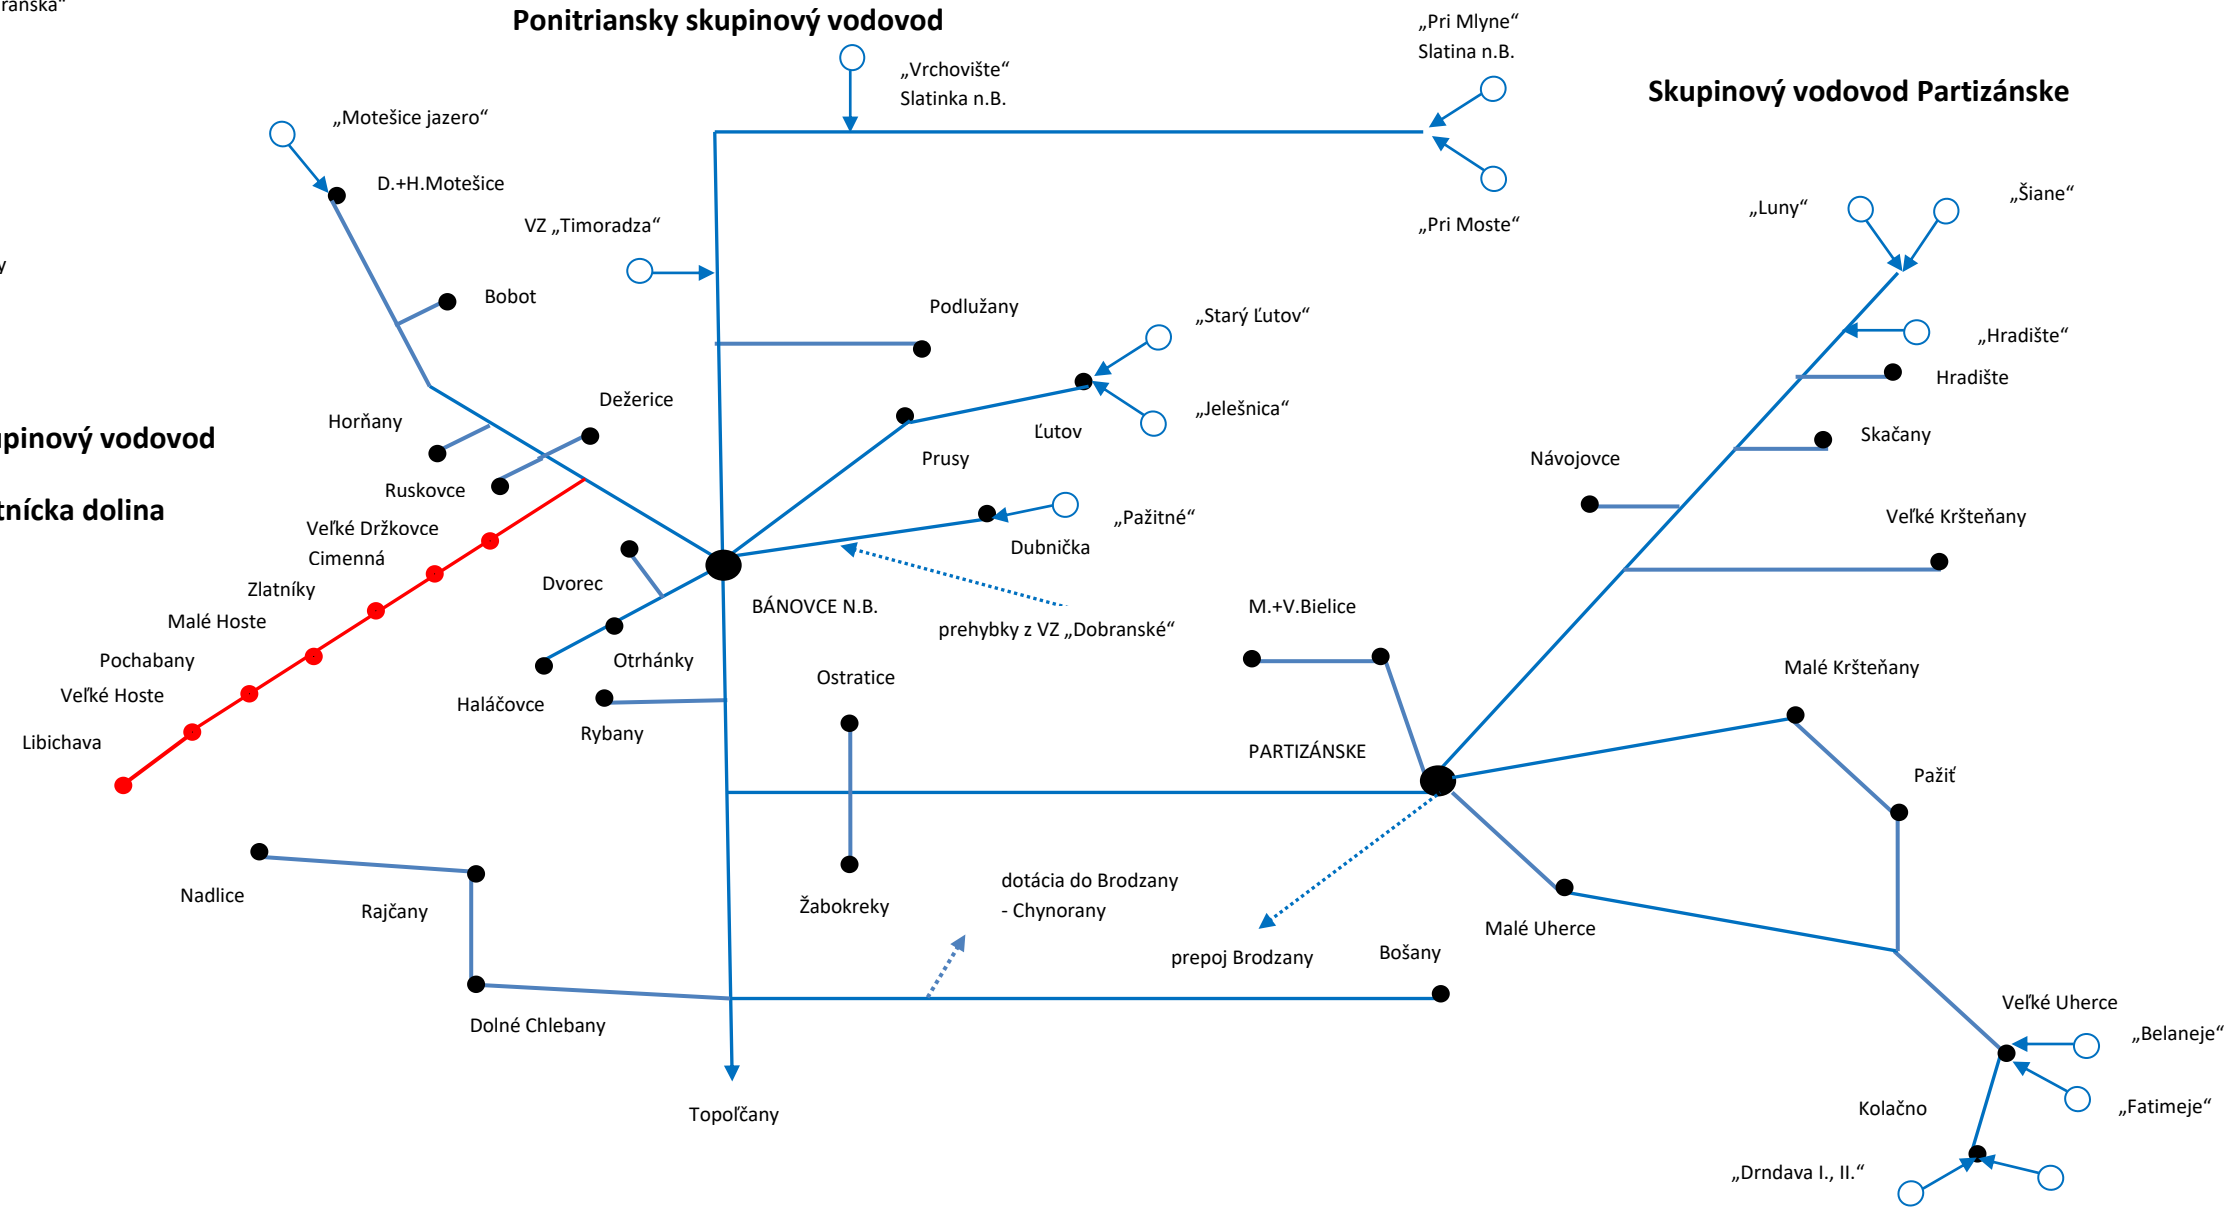 Ponitriansky skupinový vodovod
„Pri Mlyne“
Slatina n.B.
„Vrchovište“
Slatinka n.B.
Skupinový vodovod Partizánske
„Motešice jazero“
D.+H.Motešice
VZ „Timoradza“
„Pri Moste“
„Luny“
„Šiane“
Bobot
Podlužany
„Starý Ľutov“
„Hradište“
Hradište
Dežerice
„Jelešnica“
Horňany
Ľutov
Skačany
skupinový vodovod
Prusy
Návojovce
Ruskovce
Veľké Kršteňany
„Pažitné“
Veľké Držkovce
Dubnička
Cimenná
Dvorec
Zlatníky
BÁNOVCE N.B.
M.+V.Bielice
Malé Hoste
prehybky z VZ „Dobranské“
Pochabany
Otrhánky
Malé Kršteňany
Ostratice
Veľké Hoste
Haláčovce
Rybany
Libichava
PARTIZÁNSKE
Pažiť
dotácia do Brodzany
- Chynorany
Nadlice
Rajčany
Žabokreky
Malé Uherce
Bošany
prepoj Brodzany
Veľké Uherce
Dolné Chlebany
„Belaneje“
Kolačno
„Fatimeje“
Topoľčany
„Drndava I., II.“
dolina